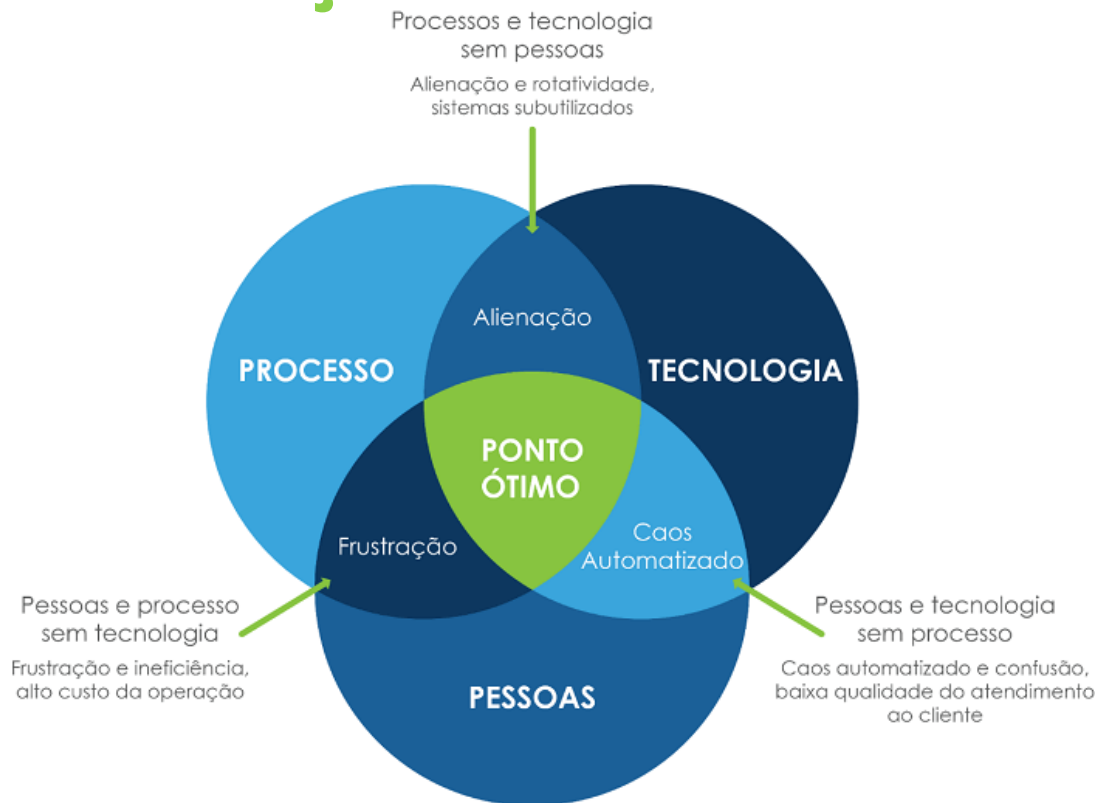 Processos e tecnologia
sem pessoas
Alienação e rotatividade,
sistemas subutilizados
Alienação
PROCESSO
TECNOLOGIA
PONTO
ÓTIMO
Frustração
Caos
Automatizado
Pessoas e processo
sem tecnologia
Frustração e ineficiência,
alto custo da operação
Pessoas e tecnologia
sem processo
Caos automatizado e confusão,
baixa qualidade do atendimento
ao cliente
PESSOAS